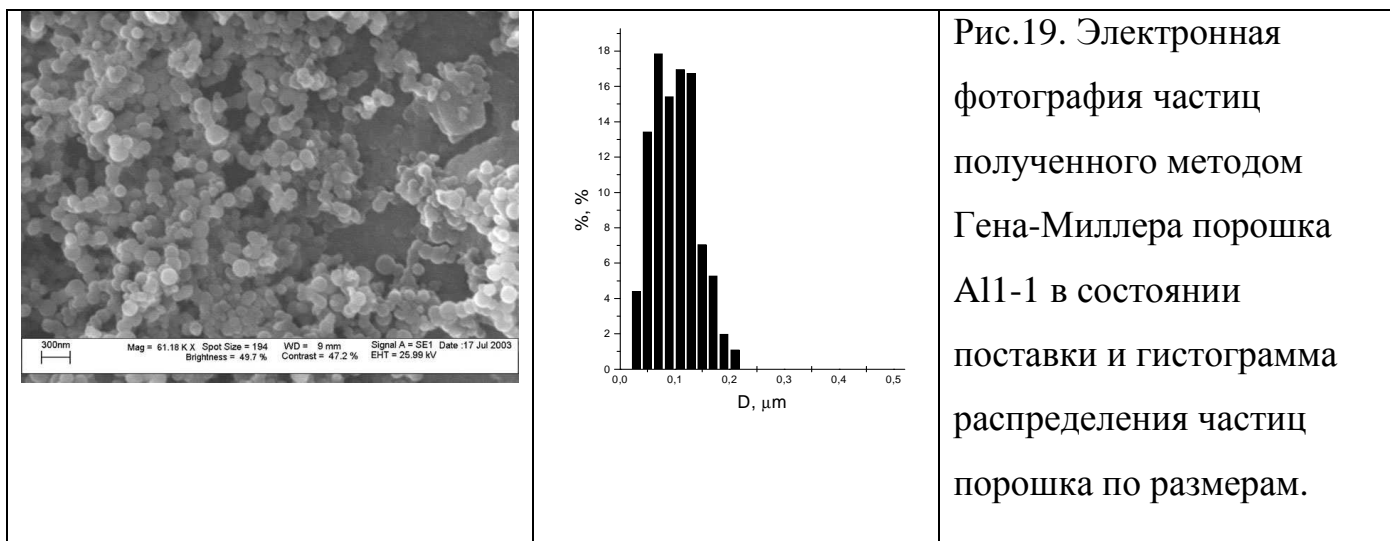 300nm
Mag = 61.18 K X Spot Size = 194 WD = 9 mm Signal A = SE1 Date :17 Jul 2003
Brightness = 49.7 % Contrast = 47.2 % EHT = 25.99 kV
18
16
14
12
10
8
6
4
2
0
%, %
0,0 0,1 0,2 0,3 0,4 0,5
D, μm
Рис.19. Электронная
фотография частиц
полученного методом
Гена-Миллера порошка
Al1-1 в состоянии
поставки и гистограмма
распределения частиц
порошка по размерам.